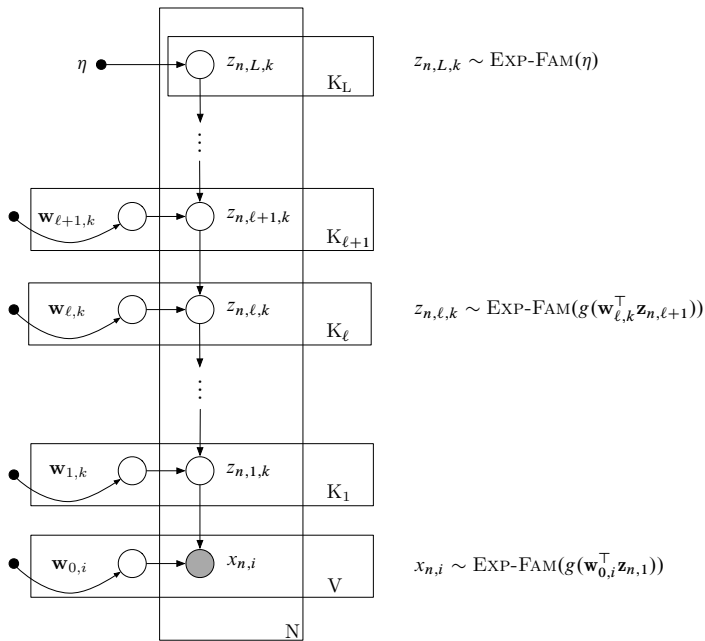 η z_{n,L,k} z_{n,L,k} ∼ EXP-FAM(η)
K_L
⋮
w_{ℓ+1,k} z_{n,ℓ+1,k}
K_{ℓ+1}
w_{ℓ,k} z_{n,ℓ,k} z_{n,ℓ,k} ∼ EXP-FAM(g(w_{ℓ,k}^⊤ z_{n,ℓ+1}))
K_ℓ
⋮
w_{1,k} z_{n,1,k}
K_1
w_{0,i} x_{n,i} x_{n,i} ∼ EXP-FAM(g(w_{0,i}^⊤ z_{n,1}))
V
N